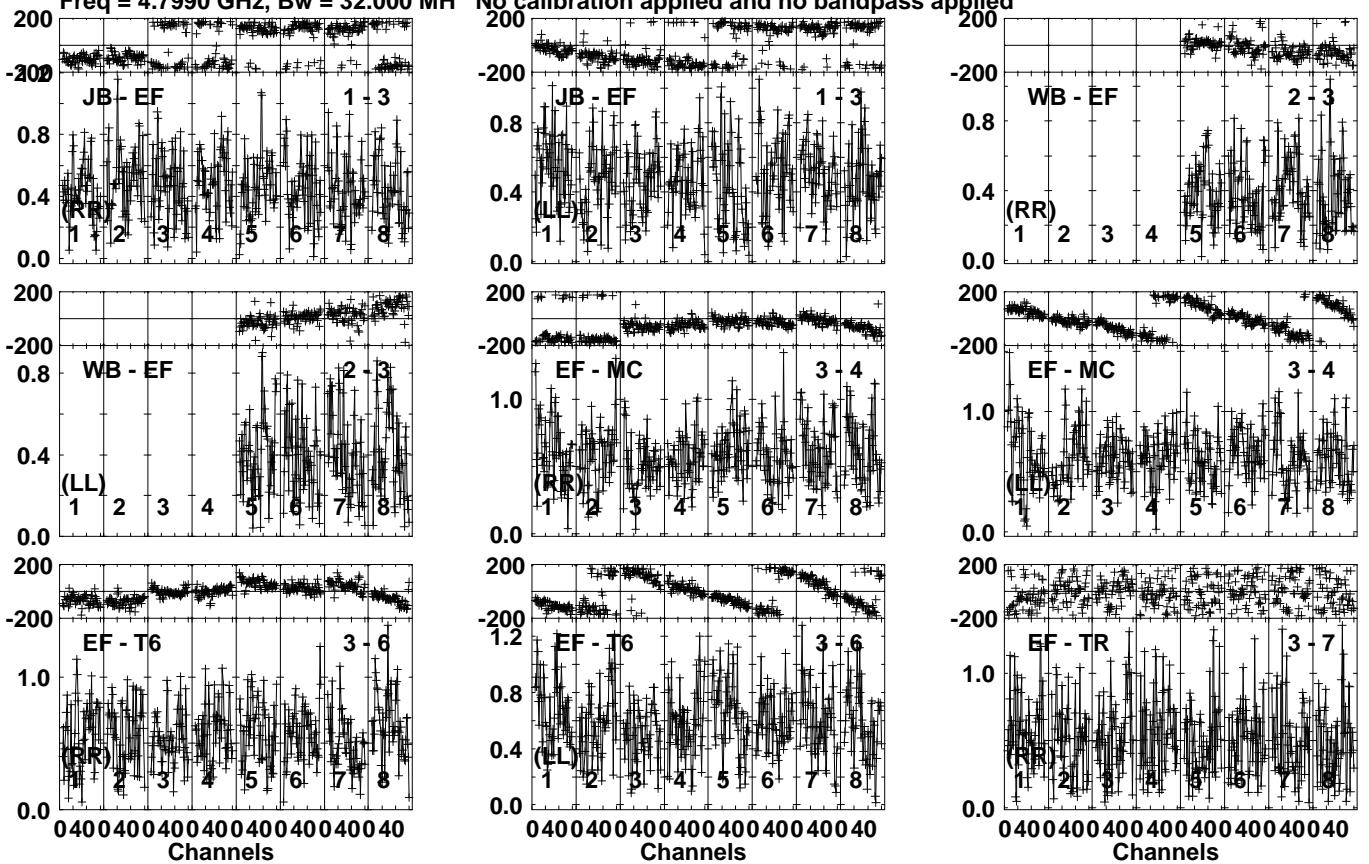 Freq = 4.7990 GHz, Bw = 32.000 MH No calibration applied and no bandpass applied
200
-200
1.2
JB - EF 1 - 3
0.8
0.4
(RR)
1 2 3 4 5 6 7 8
0.0
200
-200
JB - EF 1 - 3
0.8
0.4
(LL)
1 2 3 4 5 6 7 8
0.0
200
-200
WB - EF 2 - 3
0.8
0.4
(RR)
1 2 3 4 5 6 7 8
0.0
200
-200
WB - EF 2 - 3
0.8
0.4
(LL)
1 2 3 4 5 6 7 8
0.0
200
-200
EF - MC 3 - 4
1.0
(RR)
1 2 3 4 5 6 7 8
0.0
200
-200
EF - MC 3 - 4
1.0
(LL)
1 2 3 4 5 6 7 8
0.0
200
-200
EF - T6 3 - 6
1.0
(RR)
1 2 3 4 5 6 7 8
0.0
0 40 0 40 0 40 0 40 0 40 0 40 0 40 0 40
Channels
200
-200
1.2
EF - T6 3 - 6
0.8
0.4
(LL)
1 2 3 4 5 6 7 8
0.0
0 40 0 40 0 40 0 40 0 40 0 40 0 40 0 40
Channels
200
-200
EF - TR 3 - 7
1.0
(RR)
1 2 3 4 5 6 7 8
0.0
0 40 0 40 0 40 0 40 0 40 0 40 0 40 0 40
Channels